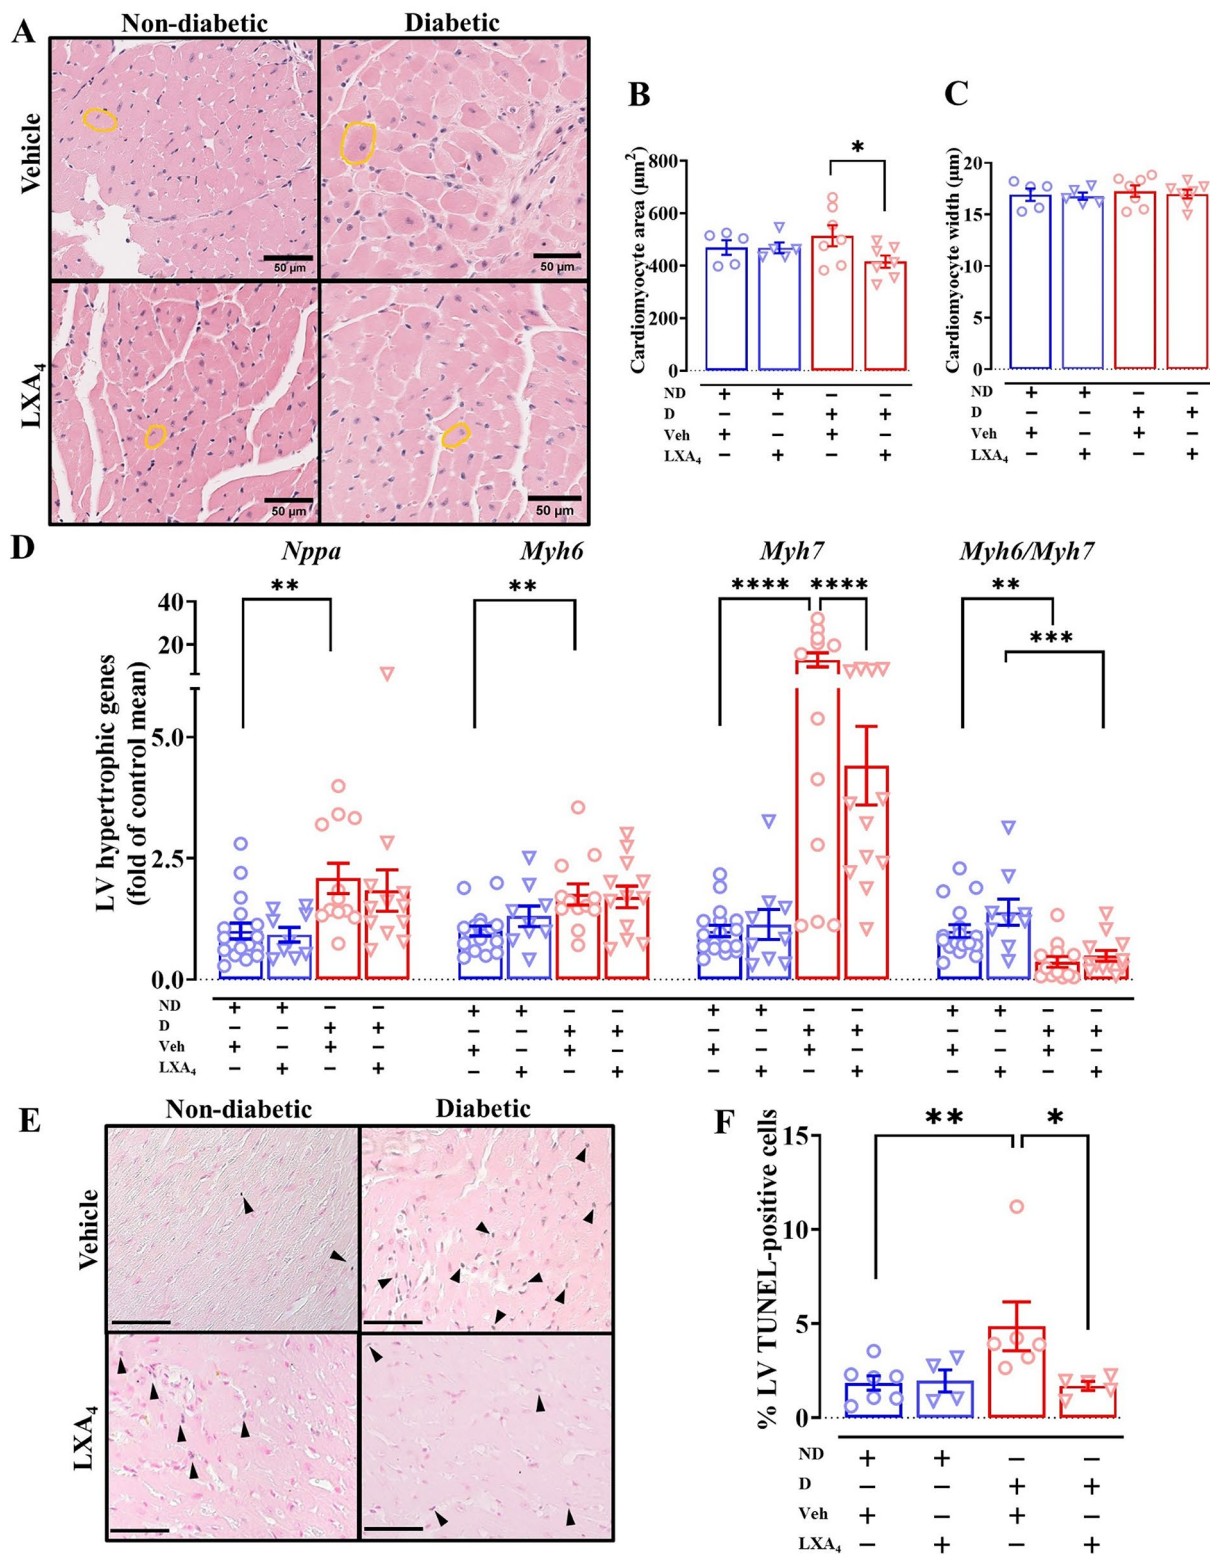 A
Non-diabetic Diabetic
Vehicle
LXA4
50 µm
50 µm
50 µm
50 µm
B
Cardiomyocyte area (µm2)
800
600
400
200
0
*
ND + + – –
D – – + +
Veh + – + –
LXA4 – + – +
C
Cardiomyocyte width (µm)
20
15
10
5
0
ND + + – –
D – – + +
Veh + – + –
LXA4 – + – +
D
Nppa Myh6 Myh7 Myh6/Myh7
LV hypertrophic genes
(fold of control mean)
40
20
5.0
2.5
0.0
** ** **** **** ** ***
ND + + – – + + – – + + – – + + – –
D – – + + – – + + – – + + – – + +
Veh + – + – + – + – + – + – + – + –
LXA4 – + – + – + – + – + – + – + – +
E
Non-diabetic Diabetic
Vehicle
LXA4
F
% LV TUNEL-positive cells
15
10
5
0
** *
ND + + – –
D – – + +
Veh + – + –
LXA4 – + – +